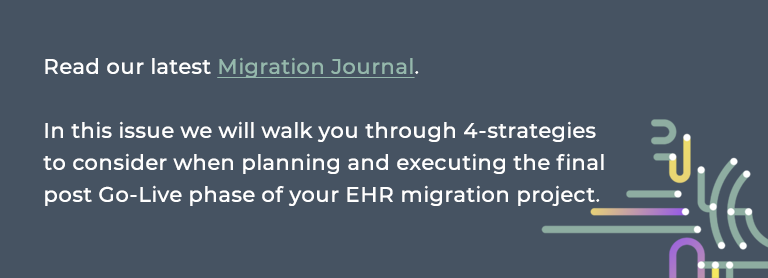 Read our latest Migration Journal.
In this issue we will walk you through 4-strategies
to consider when planning and executing the final
post Go-Live phase of your EHR migration project.